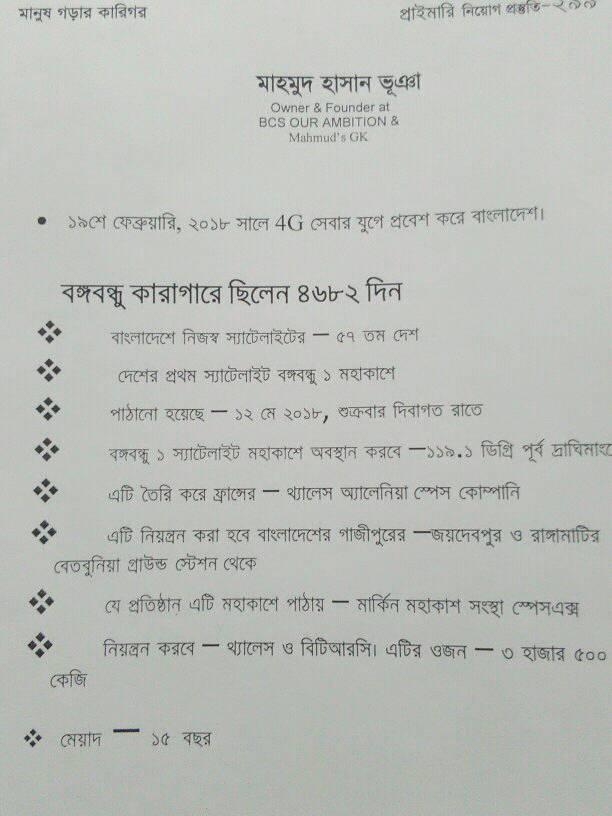 মানুষ গড়ার কারিগর
প্রাইমারি নিয়োগ প্রস্তুতি-২০১৭
মাহমুদ হাসান ভূঞা
Owner & Founder at
BCS OUR AMBITION &
Mahmud's GK
• ১৯শে ফেব্রুয়ারি, ২০১৮ সালে 4G সেবার যুগে প্রবেশ করে বাংলাদেশ।
বঙ্গবন্ধু কারাগারে ছিলেন ৪৬৮২ দিন
❖ বাংলাদেশে নিজস্ব স্যাটেলাইটের — ৫৭ তম দেশ
❖ দেশের প্রথম স্যাটেলাইট বঙ্গবন্ধু ১ মহাকাশে
❖ পাঠানো হয়েছে — ১২ মে ২০১৮, শুক্রবার দিবাগত রাতে
❖ বঙ্গবন্ধু ১ স্যাটেলাইট মহাকাশে অবস্থান করবে —১১৯.১ ডিগ্রি পূর্ব দ্রাঘিমাংশে
❖ এটি তৈরি করে ফ্রান্সের — থ্যালেস অ্যালেনিয়া স্পেস কোম্পানি
❖ এটি নিয়ন্ত্রন করা হবে বাংলাদেশের গাজীপুরের —জয়দেবপুর ও রাঙ্গামাটির
বেতবুনিয়া গ্রাউন্ড স্টেশন থেকে
❖ যে প্রতিষ্ঠান এটি মহাকাশে পাঠায় — মার্কিন মহাকাশ সংস্থা স্পেসএক্স
❖ নিয়ন্ত্রন করবে — থ্যালেস ও বিটিআরসি। এটির ওজন — ৩ হাজার ৫০০
কেজি
❖ মেয়াদ — ১৫ বছর